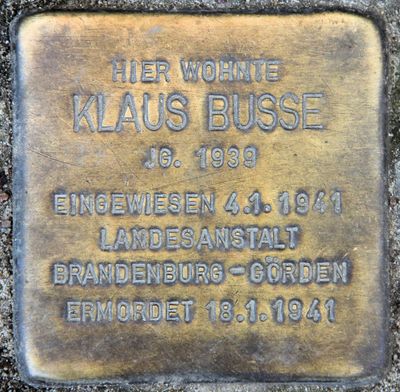 HIER WOHNTE
KLAUS BUSSE
JG. 1939
EINGEWIESEN 4.1.1941
LANDESANSTALT
BRANDENBURG-GÖRDEN
ERMORDET 18.1.1941